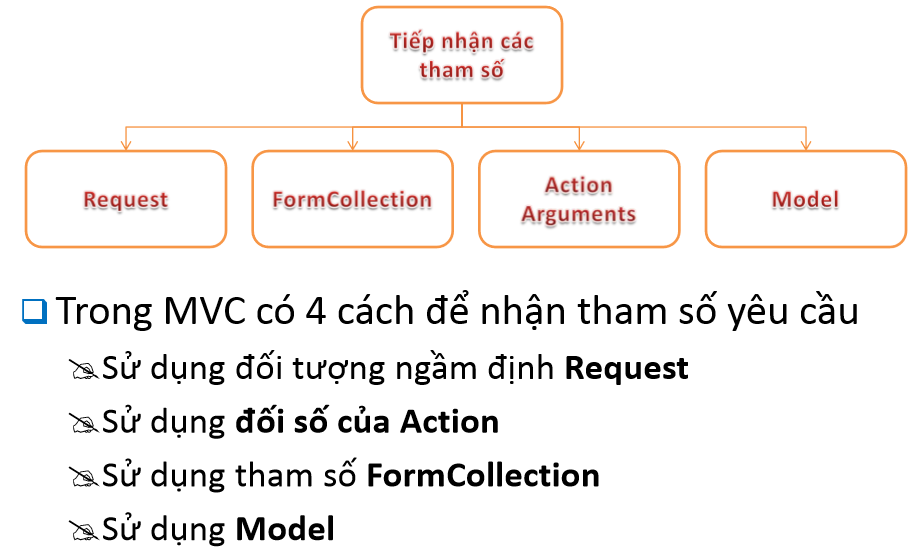 Tiếp nhận các
tham số
Request
FormCollection
Action
Arguments
Model
Trong MVC có 4 cách để nhận tham số yêu cầu
Sử dụng đối tượng ngầm định Request
Sử dụng đối số của Action
Sử dụng tham số FormCollection
Sử dụng Model